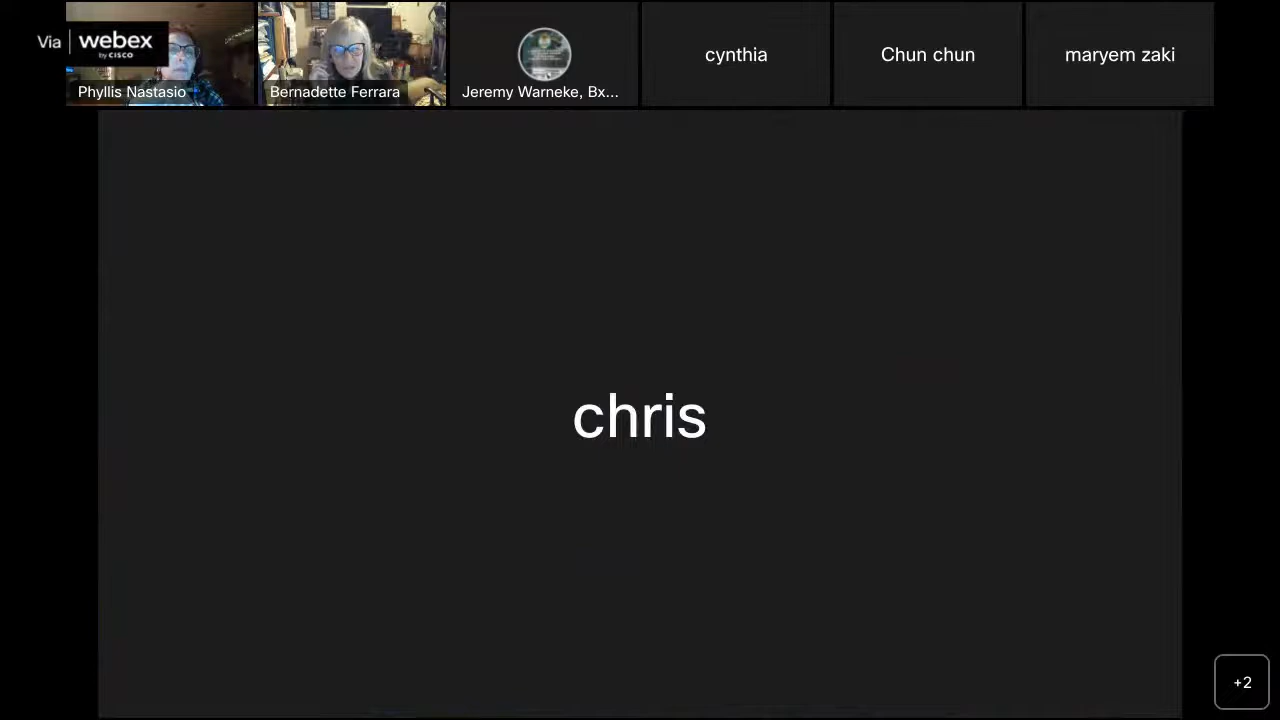 Via webex
by CISCO
Phyllis Nastasio
Bernadette Ferrara
Jeremy Warneke, Bx...
cynthia
Chun chun
maryem zaki
chris
+2